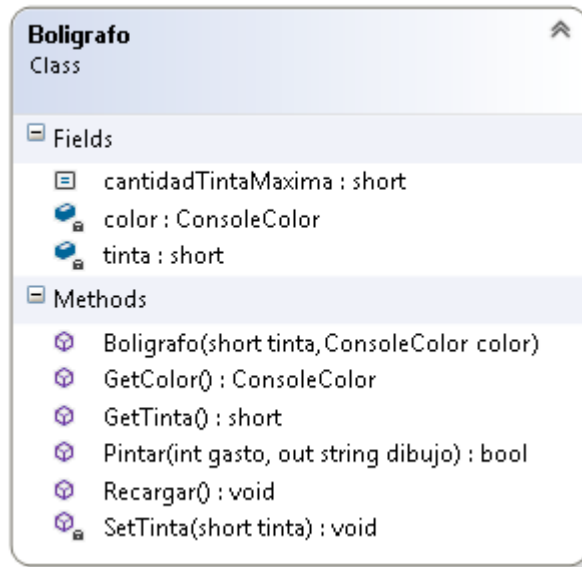 Boligrafo
Class
Fields
cantidadTintaMaxima : short
color : ConsoleColor
tinta : short
Methods
Boligrafo(short tinta,ConsoleColor color)
GetColor() : ConsoleColor
GetTinta() : short
Pintar(int gasto, out string dibujo) : bool
Recargar() : void
SetTinta(short tinta) : void